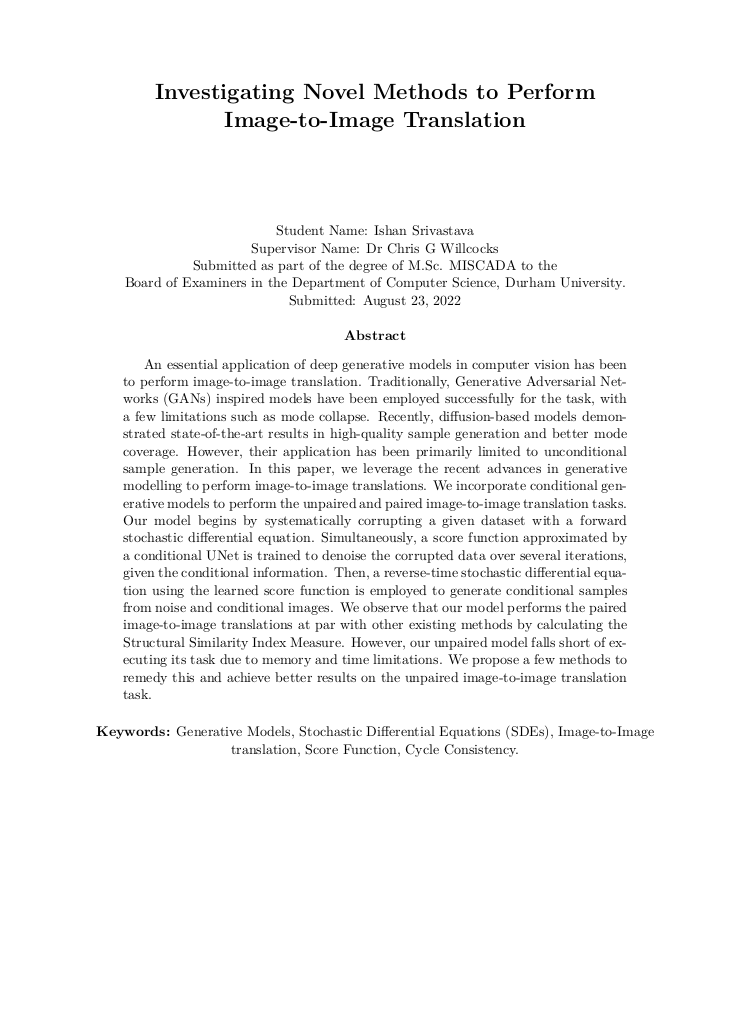 Investigating Novel Methods to Perform
Image-to-Image Translation
Student Name: Ishan Srivastava
Supervisor Name: Dr Chris G Willcocks
Submitted as part of the degree of M.Sc. MISCADA to the
Board of Examiners in the Department of Computer Science, Durham University.
Submitted: August 23, 2022
Abstract
An essential application of deep generative models in computer vision has been
to perform image-to-image translation. Traditionally, Generative Adversarial Net-
works (GANs) inspired models have been employed successfully for the task, with
a few limitations such as mode collapse. Recently, diffusion-based models demon-
strated state-of-the-art results in high-quality sample generation and better mode
coverage. However, their application has been primarily limited to unconditional
sample generation. In this paper, we leverage the recent advances in generative
modelling to perform image-to-image translations. We incorporate conditional gen-
erative models to perform the unpaired and paired image-to-image translation tasks.
Our model begins by systematically corrupting a given dataset with a forward
stochastic differential equation. Simultaneously, a score function approximated by
a conditional UNet is trained to denoise the corrupted data over several iterations,
given the conditional information. Then, a reverse-time stochastic differential equa-
tion using the learned score function is employed to generate conditional samples
from noise and conditional images. We observe that our model performs the paired
image-to-image translations at par with other existing methods by calculating the
Structural Similarity Index Measure. However, our unpaired model falls short of ex-
ecuting its task due to memory and time limitations. We propose a few methods to
remedy this and achieve better results on the unpaired image-to-image translation
task.
Keywords: Generative Models, Stochastic Differential Equations (SDEs), Image-to-Image
translation, Score Function, Cycle Consistency.